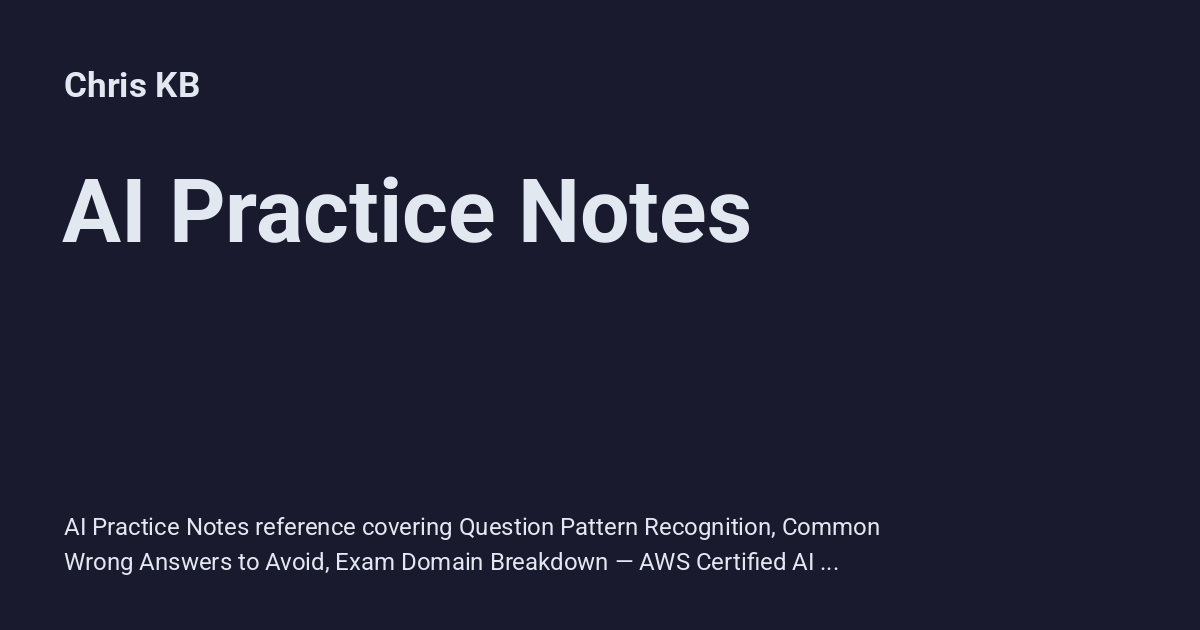 Chris KB
AI Practice Notes
AI Practice Notes reference covering Question Pattern Recognition, Common
Wrong Answers to Avoid, Exam Domain Breakdown — AWS Certified AI ...